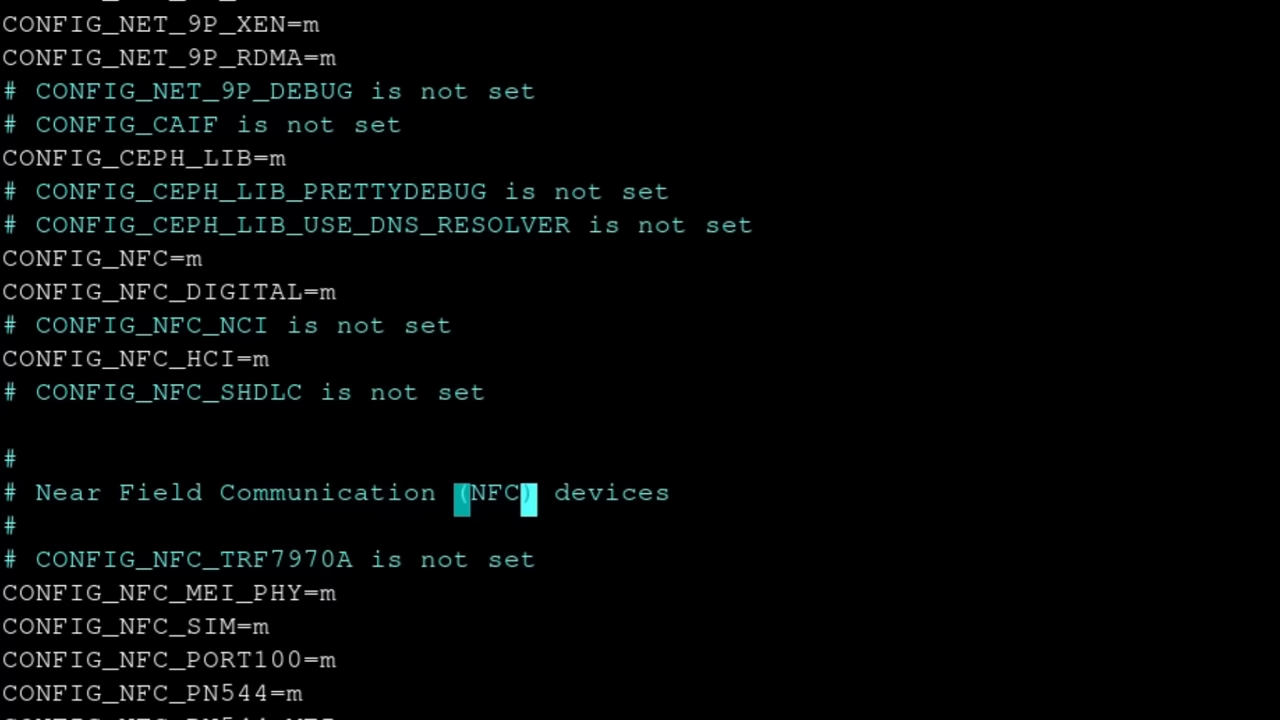 CONFIG_NET_9P_XEN=m
CONFIG_NET_9P_RDMA=m
# CONFIG_NET_9P_DEBUG is not set
# CONFIG_CAIF is not set
CONFIG_CEPH_LIB=m
# CONFIG_CEPH_LIB_PRETTYDEBUG is not set
# CONFIG_CEPH_LIB_USE_DNS_RESOLVER is not set
CONFIG_NFC=m
CONFIG_NFC_DIGITAL=m
# CONFIG_NFC_NCI is not set
CONFIG_NFC_HCI=m
# CONFIG_NFC_SHDLC is not set
#
# Near Field Communication (NFC) devices
#
# CONFIG_NFC_TRF7970A is not set
CONFIG_NFC_MEI_PHY=m
CONFIG_NFC_SIM=m
CONFIG_NFC_PORT100=m
CONFIG_NFC_PN544=m